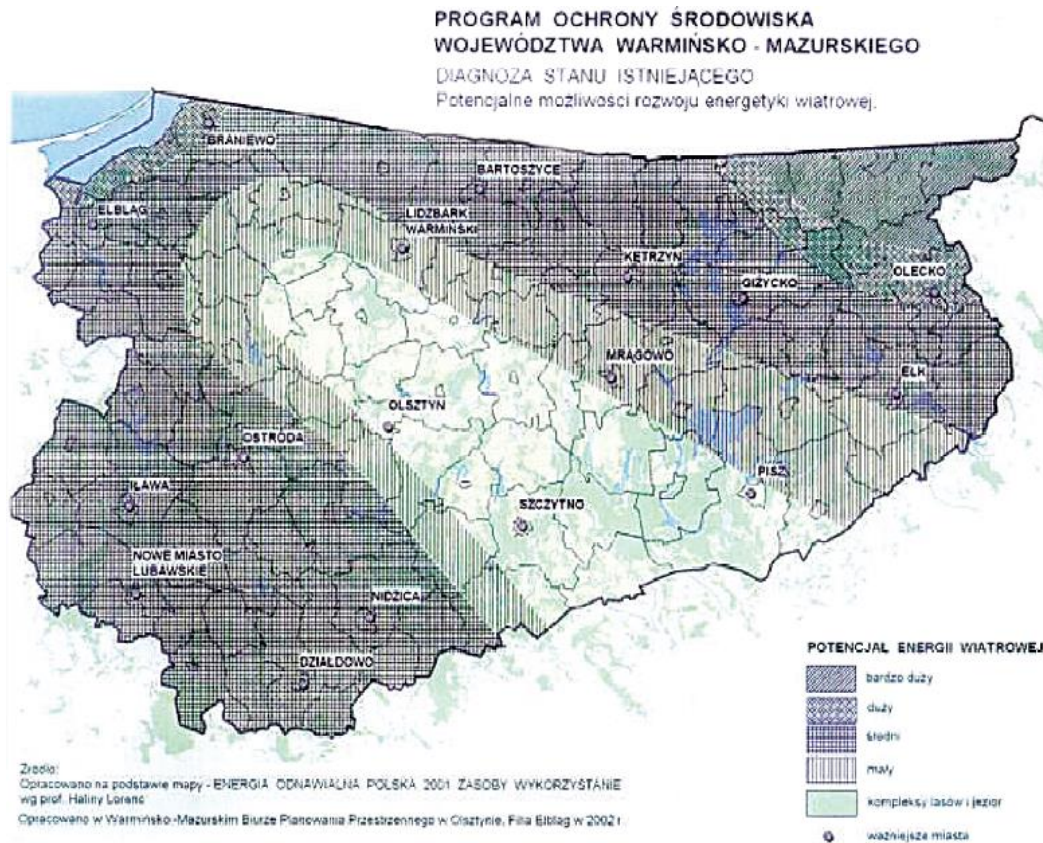 PROGRAM OCHRONY ŚRODOWISKA
WOJEWÓDZTWA WARMIŃSKO - MAZURSKIEGO
DIAGNOZA STANU ISTNIEJĄCEGO
Potencjalne możliwości rozwoju energetyki wiatrowej.
BRANIEWO
BARTOSZYCE
ELBLĄG
LIDZBARK
WARMIŃSKI
KĘTRZYN
GIŻYCKO
OLECKO
MRĄGOWO
EŁK
OLSZTYN
OSTRÓDA
PISZ
IŁAWA
SZCZYTNO
NOWE MIASTO
LUBAWSKIE
NIDZICA
DZIAŁDOWO
POTENCJAŁ ENERGII WIATROWEJ
bardzo duży
duży
średni
mały
kompleksy lasów i jezior
ważniejsze miasta
Źródło:
Opracowano na podstawie mapy - ENERGIA ODNAWIALNA POLSKA 2001 ZASOBY WYKORZYSTANIE
wg prof. Haliny Lorenc
Opracowano w Warmińsko-Mazurskim Biurze Planowania Przestrzennego w Olsztynie, Filia Elbląg w 2002 r.